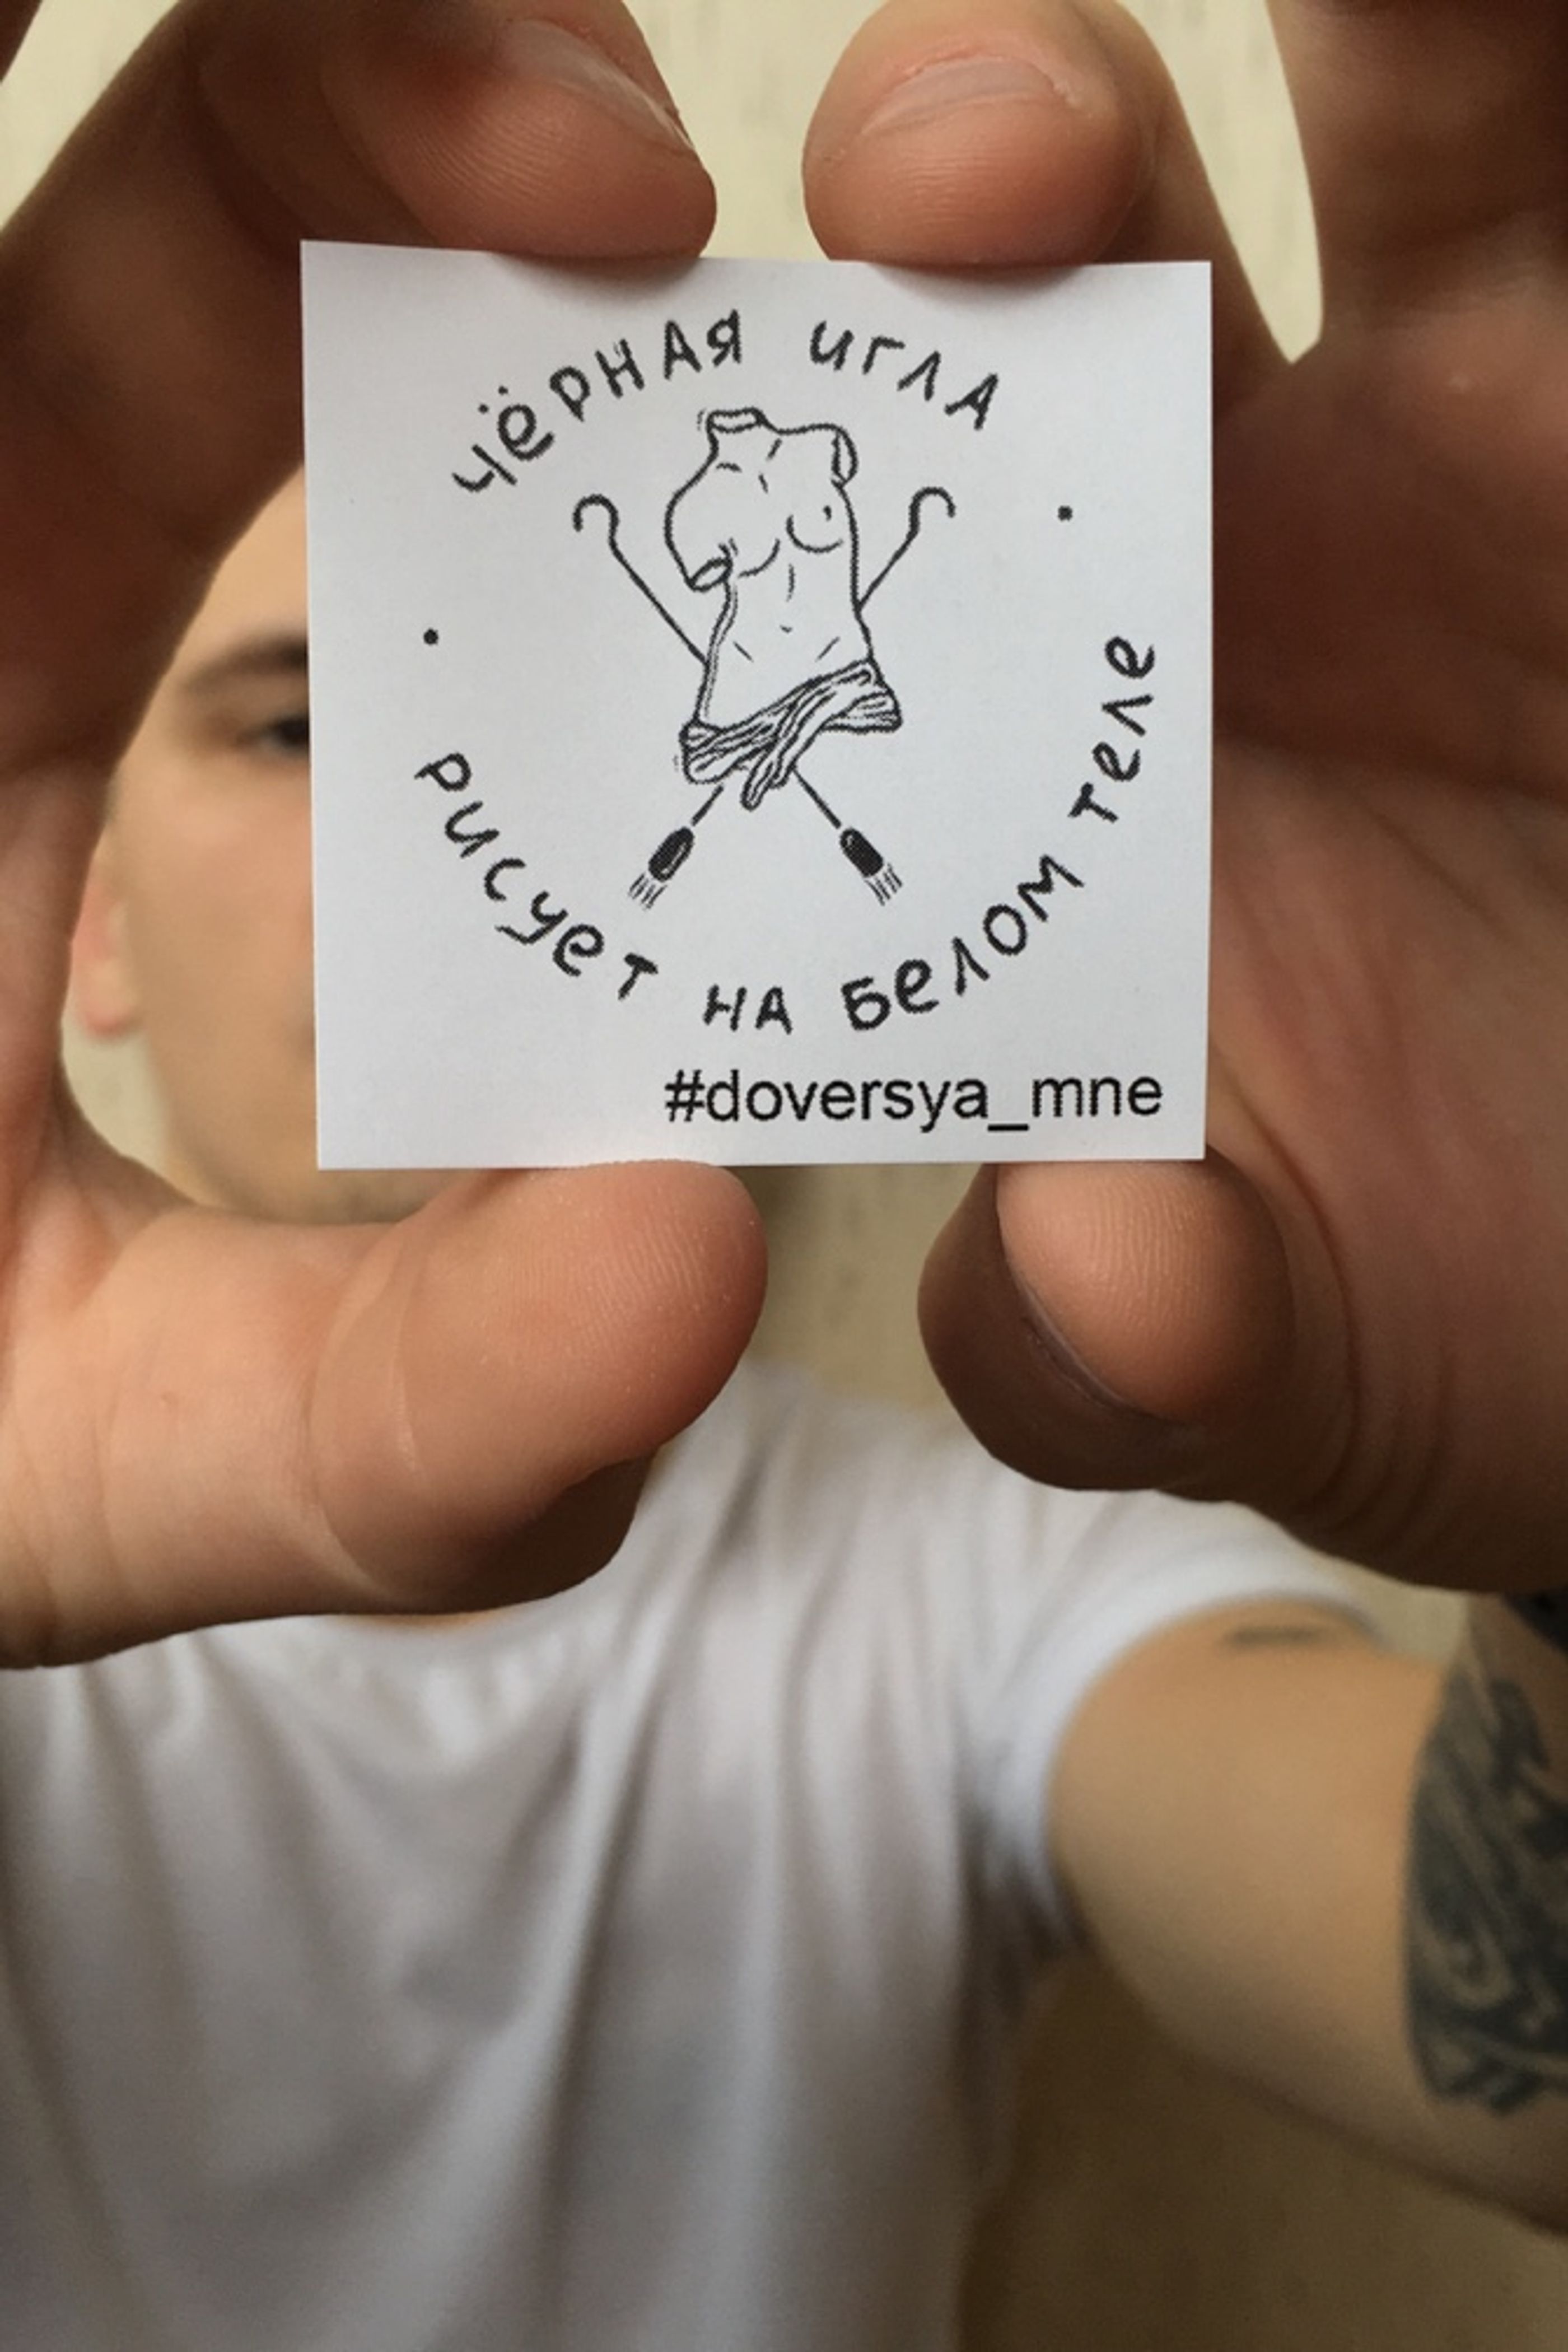 чёрная игла
рисует на белом теле
#doversya_mne